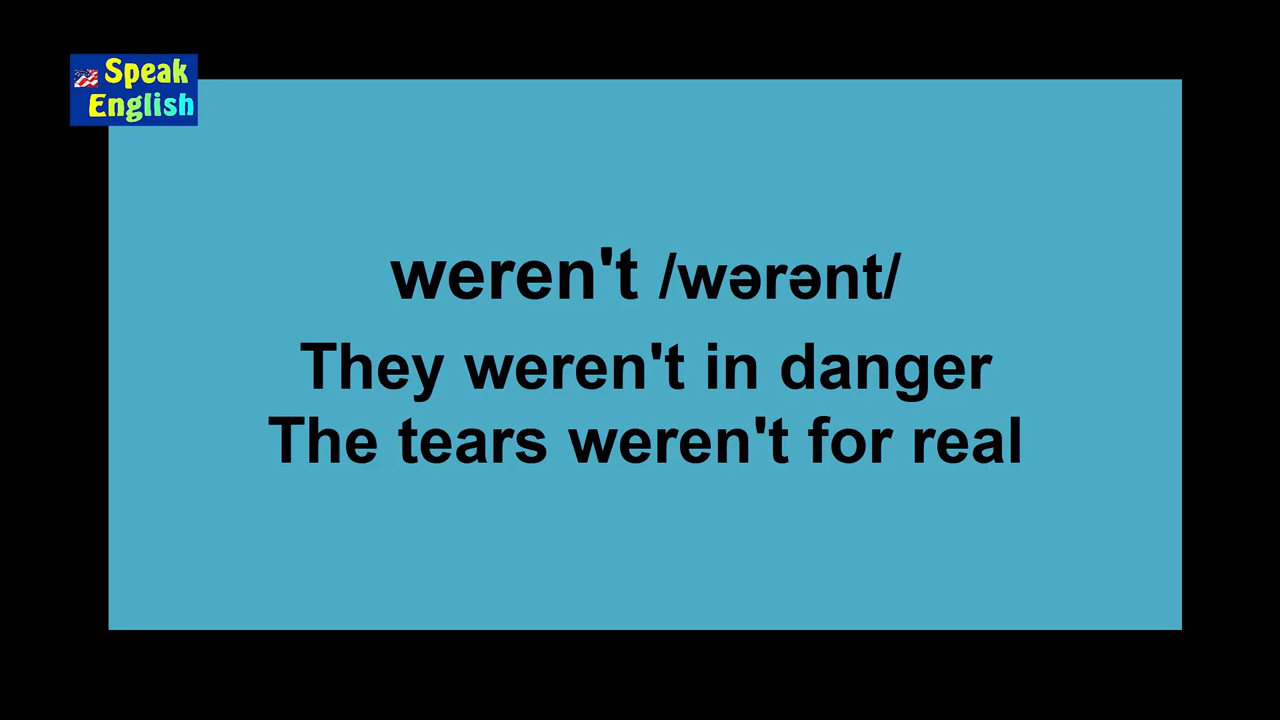 Speak
English
weren't /wərənt/
They weren't in danger
The tears weren't for real